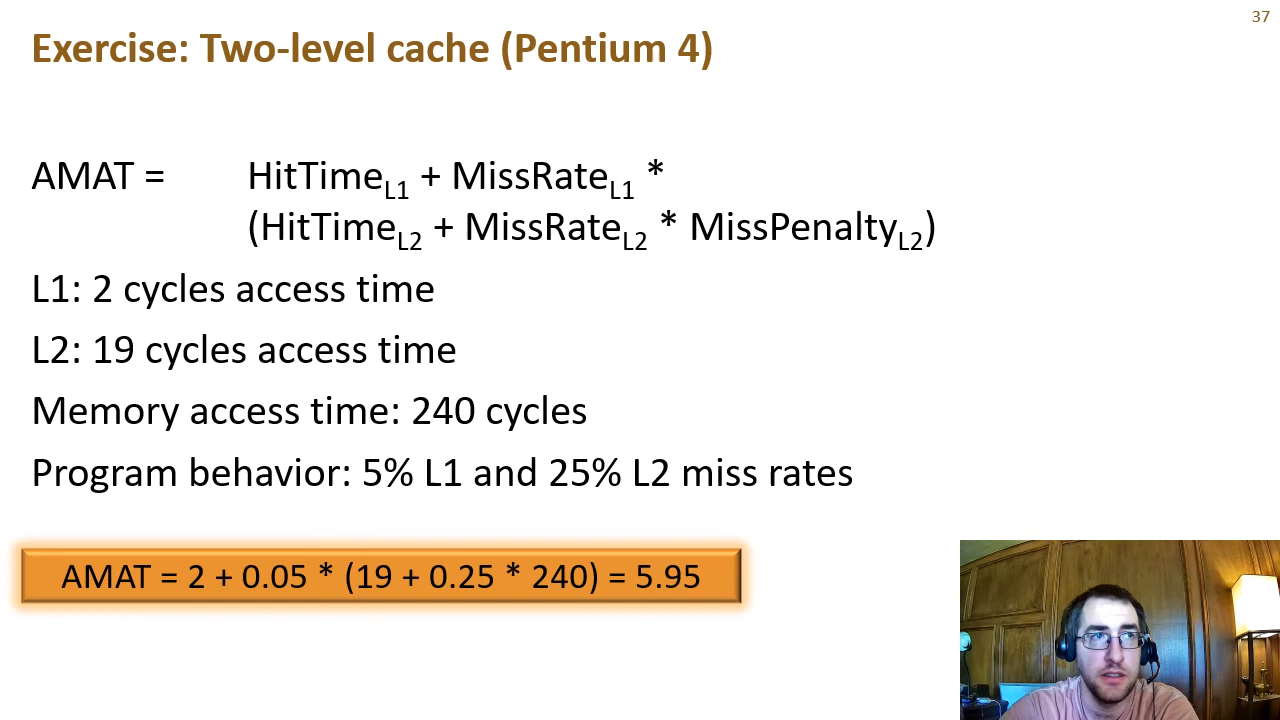 37
Exercise: Two-level cache (Pentium 4)
AMAT = HitTimeL1 + MissRateL1 *
(HitTimeL2 + MissRateL2 * MissPenaltyL2)
L1: 2 cycles access time
L2: 19 cycles access time
Memory access time: 240 cycles
Program behavior: 5% L1 and 25% L2 miss rates
AMAT = 2 + 0.05 * (19 + 0.25 * 240) = 5.95